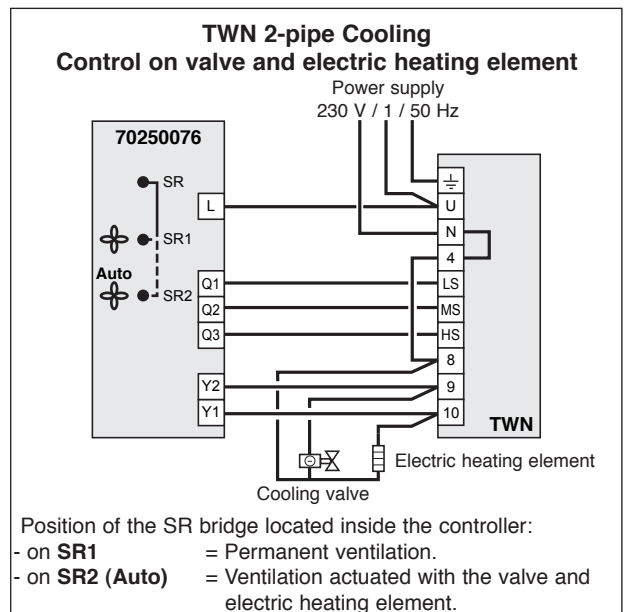 TWN 2-pipe Cooling
Control on valve and electric heating element
Power supply
230 V / 1 / 50 Hz
70250076
SR
L
U
SR1
N
4
Auto
SR2
Q1
LS
Q2
MS
Q3
HS
8
Y2
9
Y1
10
TWN
Electric heating element
Cooling valve
Position of the SR bridge located inside the controller:
- on SR1 = Permanent ventilation.
- on SR2 (Auto) = Ventilation actuated with the valve and
electric heating element.